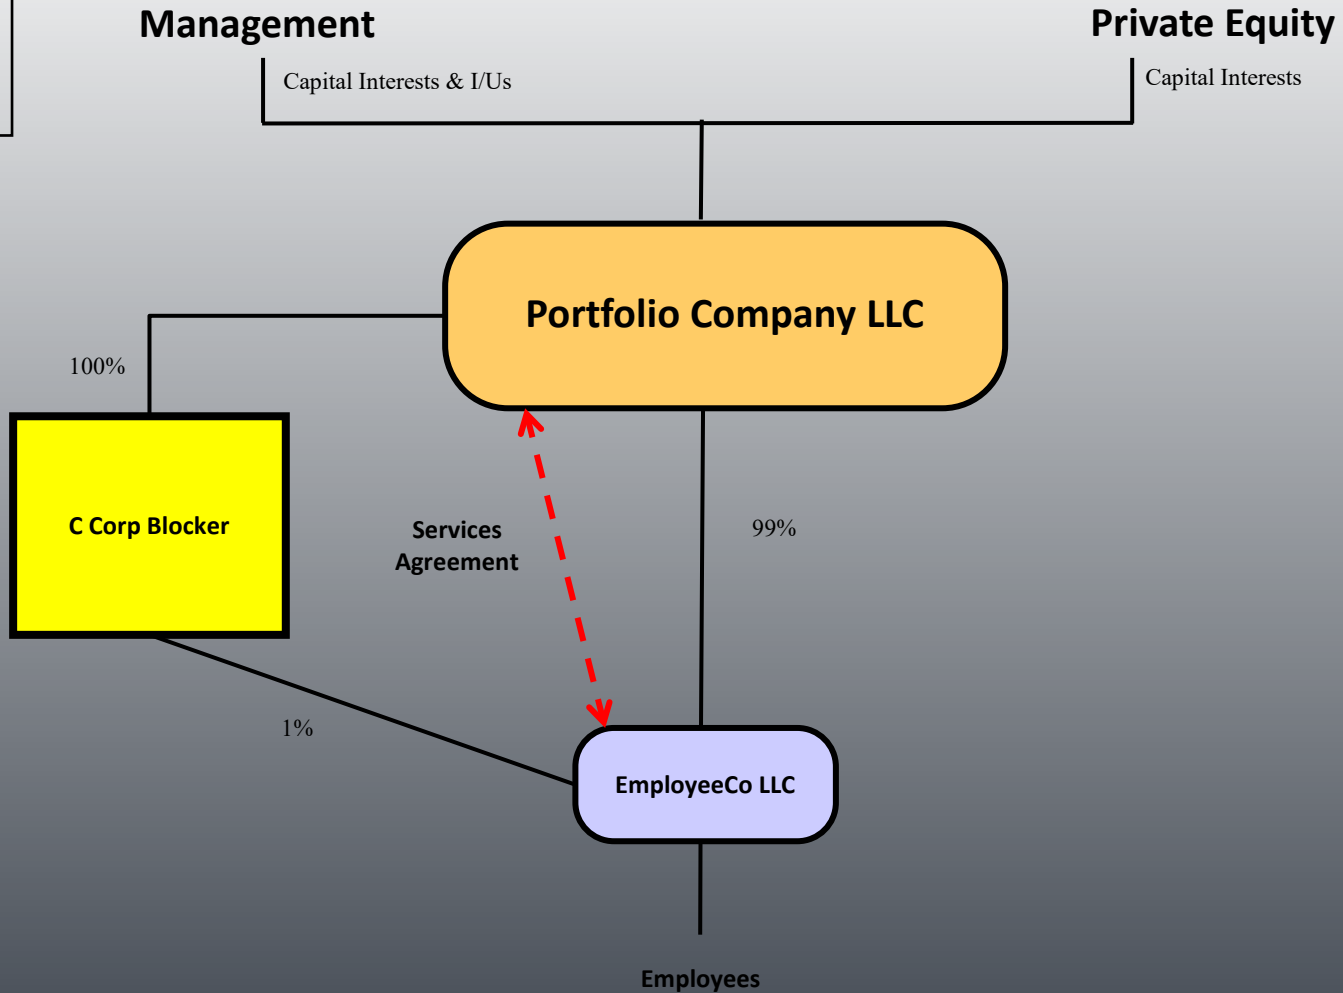 Management
Private Equity
Capital Interests & I/Us
Capital Interests
Portfolio Company LLC
100%
C Corp Blocker
Services
Agreement
99%
1%
EmployeeCo LLC
Employees